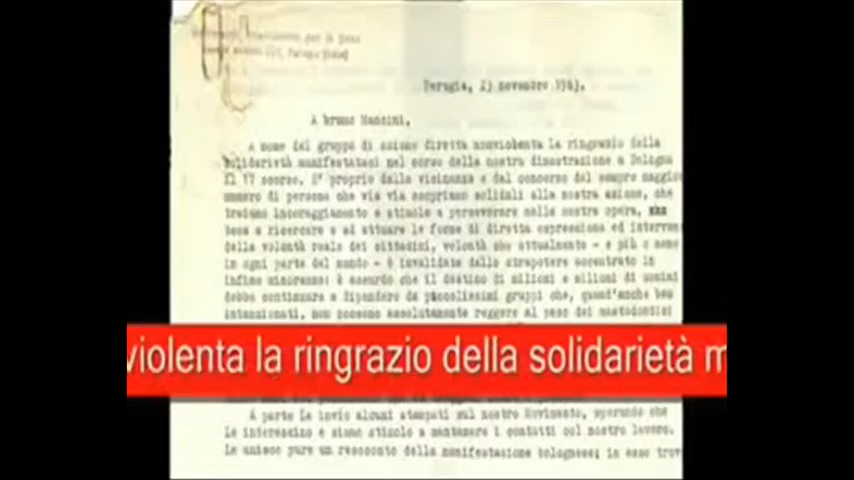 Perugia, 23 novembre 1963.
A Bruno Mancini,
A nome del gruppo di azione diretta nonviolenta la ringrazio della
solidarietà manifestatasi nel corso della nostra dimostrazione a Bologna
il 17 scorso. E' proprio dalla vicinanza e dal concorso del sempre maggior
numero di persone che via via scopriamo solidali alla nostra azione, che
traiamo incoraggiamento e stimolo a perseverare nella nostra opera,
bene a ricercare e ad attuare le forme di diretta espressione ed
della volontà reale dei cittadini, volontà che attualmente - e più o meno
in ogni parte del mondo - è invalidata dallo strapotere accentrato in
infime minoranze: è assurdo che il destino di milioni e milioni di uomini
debba continuare a dipendere da piccolissimi gruppi che, quand'anche ben
intenzionati, non possono assolutamente reggere al peso dei mastodontici
violenta la ringrazio della solidarietà m
A parte le invio alcuni stampati sul nostro Movimento, sperando che
Le interessino e siano stimolo a mantenere i contatti col nostro lavoro.
Le unisco pure un resoconto della manifestazione bolognese; in esso trov